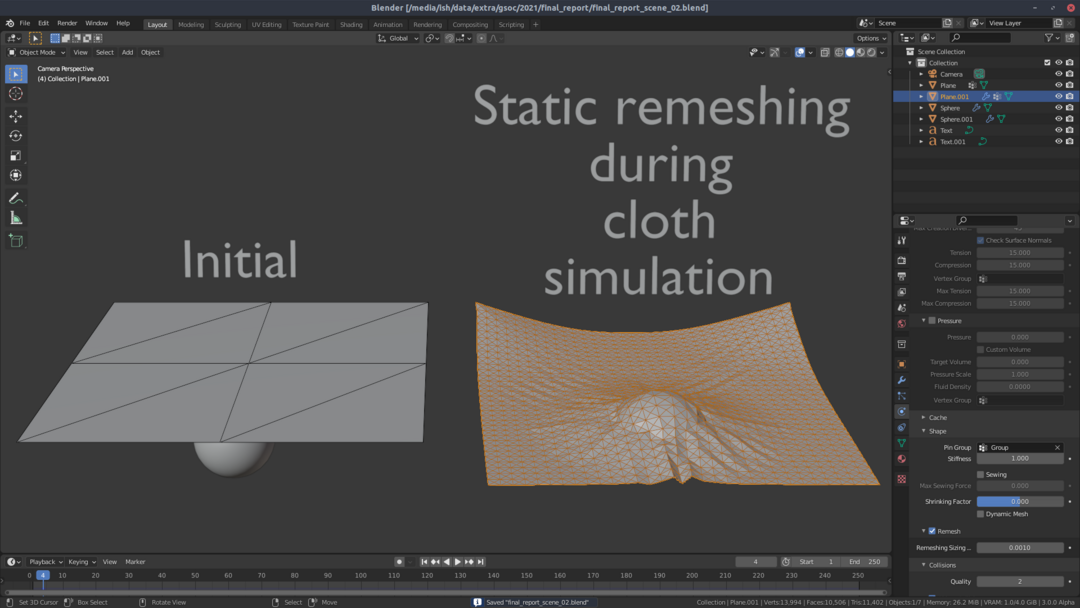 Blender [/media/ish/data/extra/gsoc/2021/final_report/final_report_scene_02.blend]
File Edit Render Window Help Layout Modeling Sculpting UV Editing Texture Paint Shading Animation Rendering Compositing Scripting + Scene View Layer
Global Options
Object Mode View Select Add Object
Camera Perspective
(4) Collection | Plane.001
Scene Collection
Collection
Camera
Plane
Plane.001
Sphere
Sphere.001
Text
Text.001
Static remeshing
during
cloth
simulation
Initial
Check Surface Normals
Tension 15.000
Compression 15.000
Vertex Group
Max Tension 15.000
Max Compression 15.000
Pressure
Pressure 0.000
Custom Volume
Target Volume 0.000
Pressure Scale 1.000
Fluid Density 0.0000
Vertex Group
Cache
Shape
Pin Group Group
Stiffness 1.000
Sewing
Max Sewing Force 0.000
Shrinking Factor 0.000
Dynamic Mesh
Remesh
Remeshing Sizing... 0.0010
Collisions
Quality 2
Playback Keying View Marker 4 Start 1 End 250
0 4 10 20 30 40 50 60 70 80 90 100 110 120 130 140 150 160 170 180 190 200 210 220 230 240 250
Set 3D Cursor Box Select Rotate View Select Move Saved "final_report_scene_02.blend" Collection | Plane.001 | Verts:13,994 | Faces:10,506 | Tris:11,402 | Objects:1/7 | Memory: 26.2 MiB | VRAM: 1.0/4.0 GiB | 3.0.0 Alpha